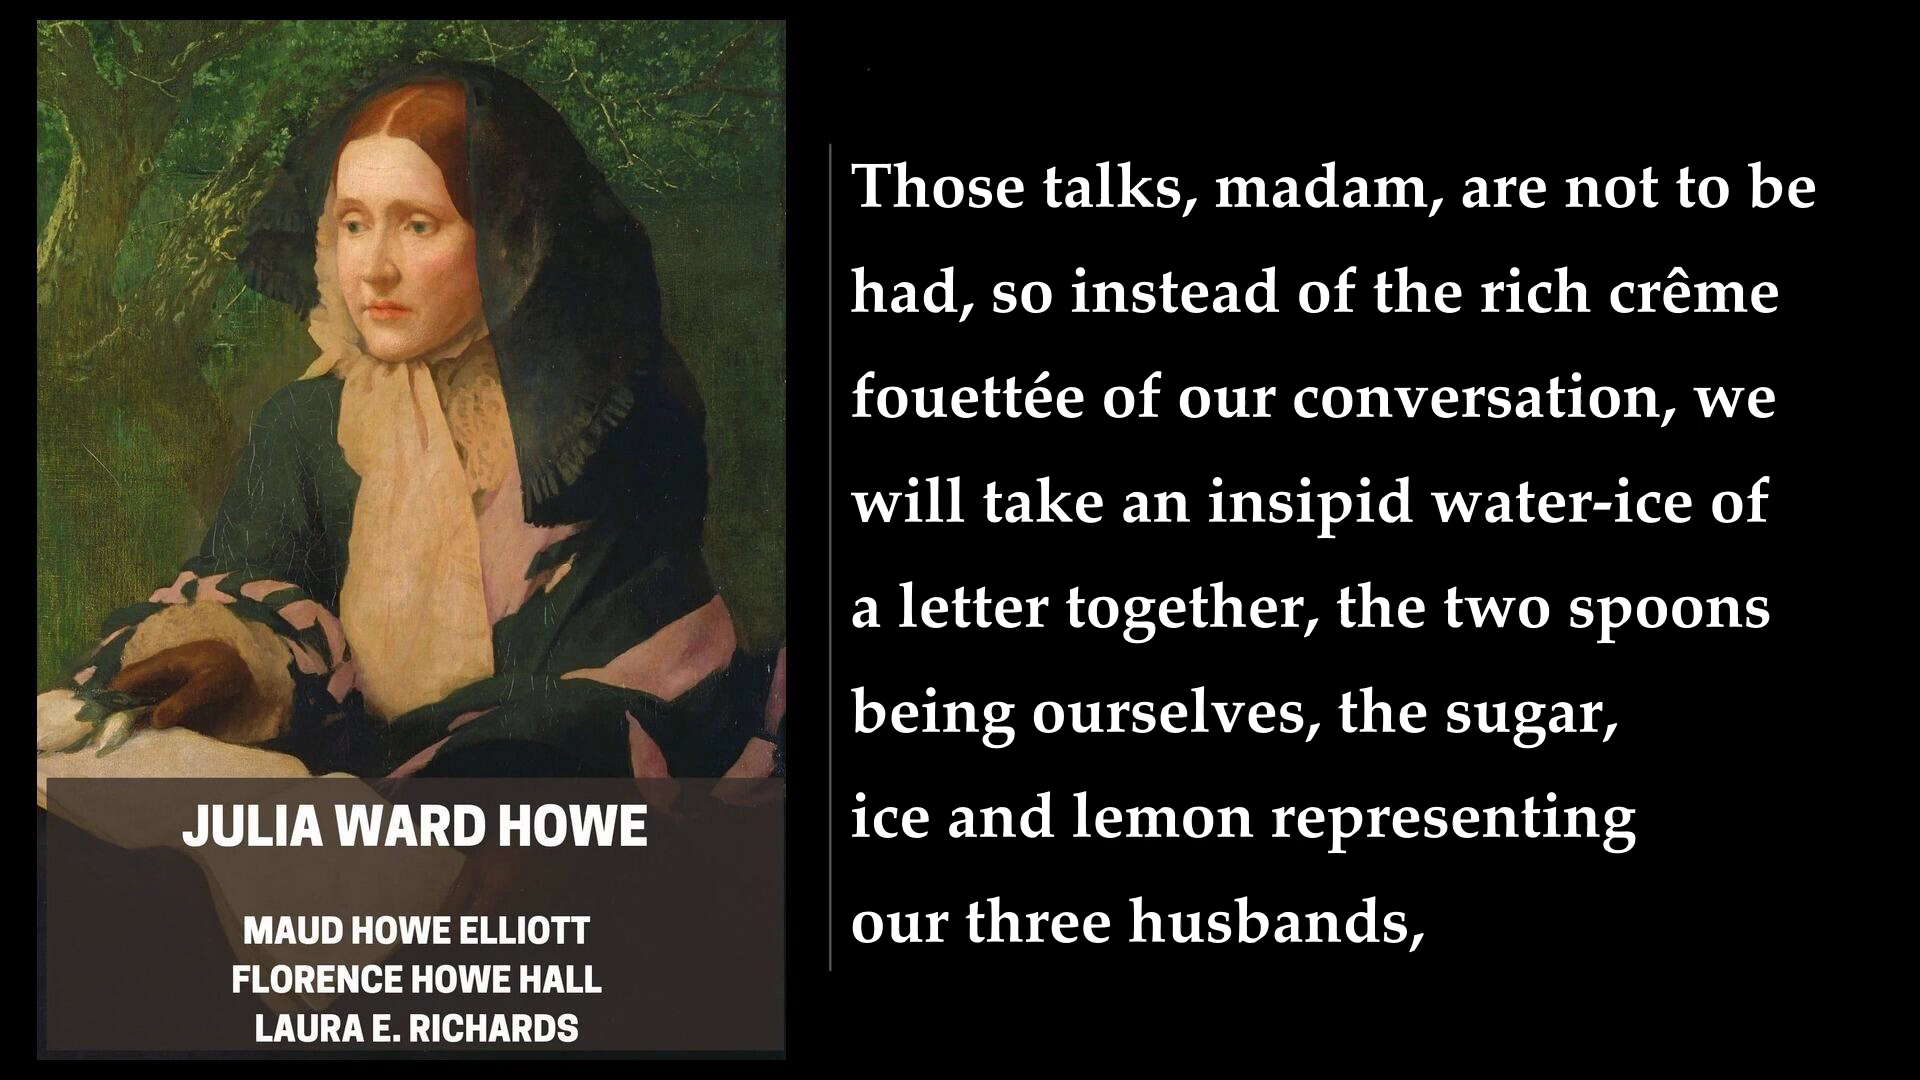 JULIA WARD HOWE
MAUD HOWE ELLIOTT
FLORENCE HOWE HALL
LAURA E. RICHARDS
Those talks, madam, are not to be
had, so instead of the rich crême
fouettée of our conversation, we
will take an insipid water-ice of
a letter together, the two spoons
being ourselves, the sugar,
ice and lemon representing
our three husbands,